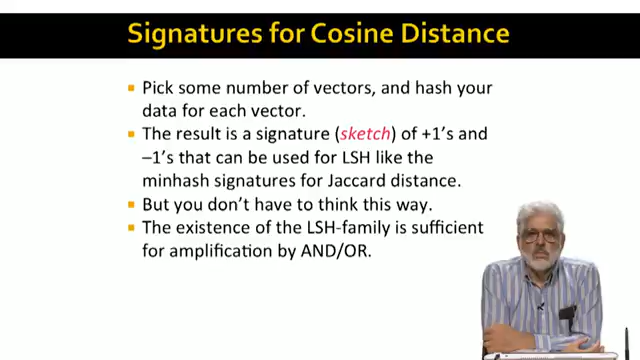 Signatures for Cosine Distance
Pick some number of vectors, and hash your
data for each vector.
The result is a signature (sketch) of +1's and
–1's that can be used for LSH like the
minhash signatures for Jaccard distance.
But you don't have to think this way.
The existence of the LSH-family is sufficient
for amplification by AND/OR.